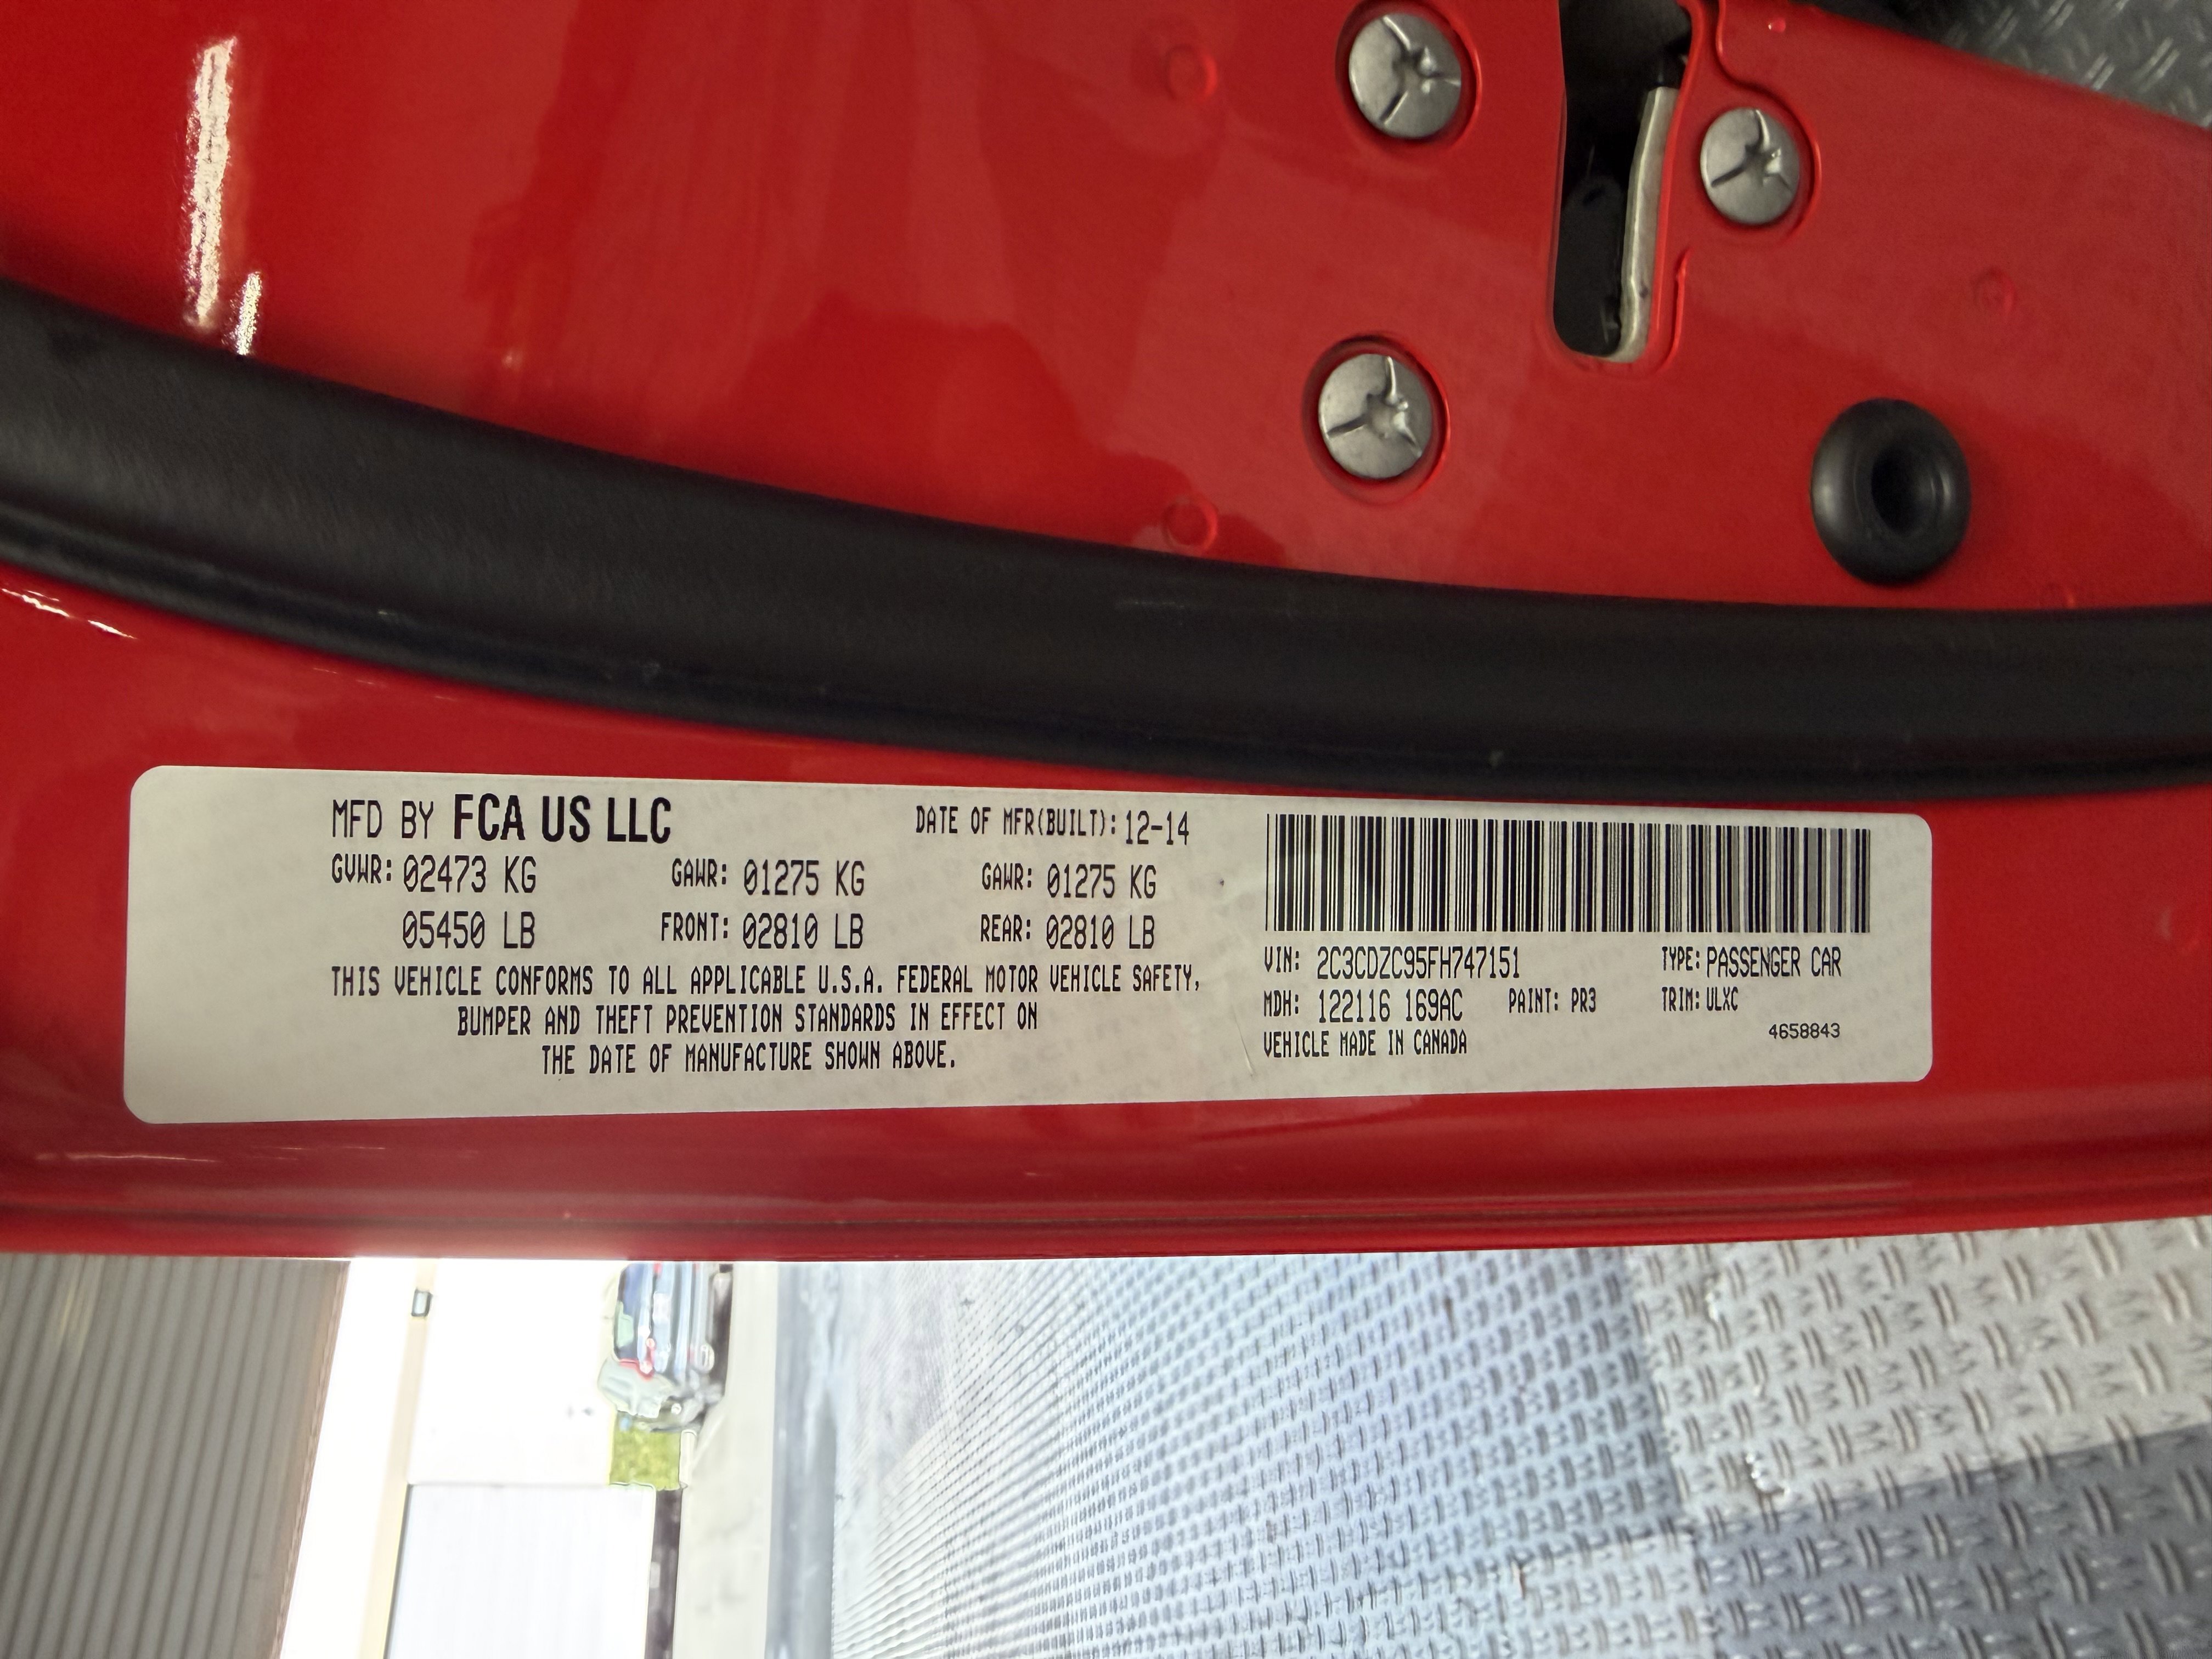 MFD BY FCA US LLC DATE OF MFR(BUILT): 12-14
GVWR: 02473 KG GAWR: 01275 KG GAWR: 01275 KG
05450 LB FRONT: 02810 LB REAR: 02810 LB
THIS VEHICLE CONFORMS TO ALL APPLICABLE U.S.A. FEDERAL MOTOR VEHICLE SAFETY,
BUMPER AND THEFT PREVENTION STANDARDS IN EFFECT ON
THE DATE OF MANUFACTURE SHOWN ABOVE.
VIN: 2C3CDZC95FH747151 TYPE: PASSENGER CAR
MDH: 122116 169AC PAINT: PR3 TRIM: ULXC
4658843
VEHICLE MADE IN CANADA